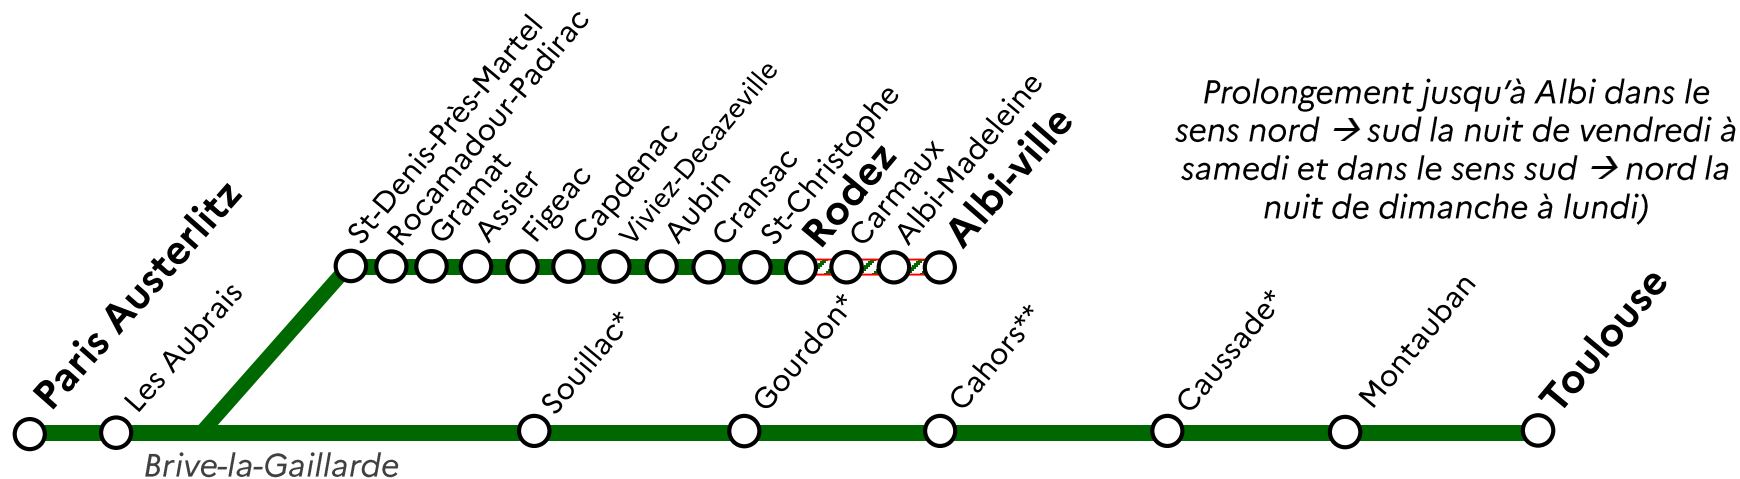 St-Denis-Près-Martel
Rocamadour-Padirac
Gramat
Assier
Figeac
Capdenac
Viviez-Decazeville
Aubin
Cransac
St-Christophe
Rodez
Carmaux
Albi-Madeleine
Albi-ville
Prolongement jusqu'à Albi dans le
sens nord → sud la nuit de vendredi à
samedi et dans le sens sud → nord la
nuit de dimanche à lundi)
Paris Austerlitz
Les Aubrais
Souillac*
Gourdon*
Cahors**
Caussade*
Montauban
Toulouse
Brive-la-Gaillarde